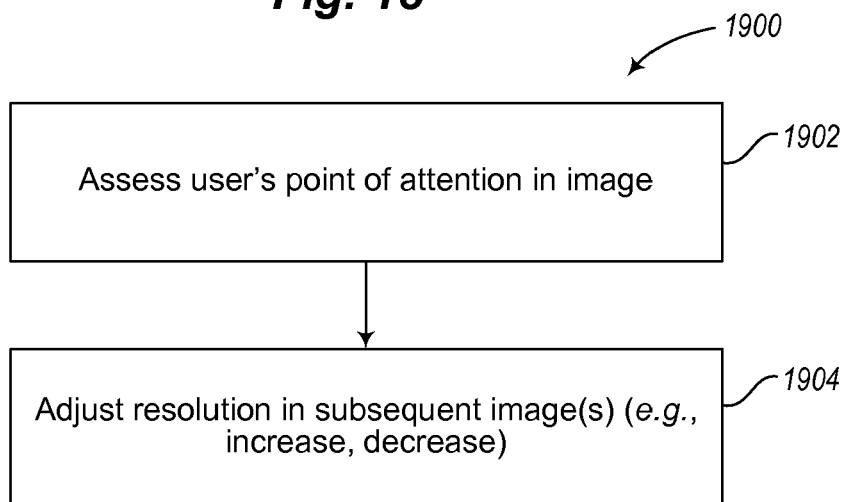 1900
1902
Assess user's point of attention in image
1904
Adjust resolution in subsequent image(s) (e.g.,
increase, decrease)